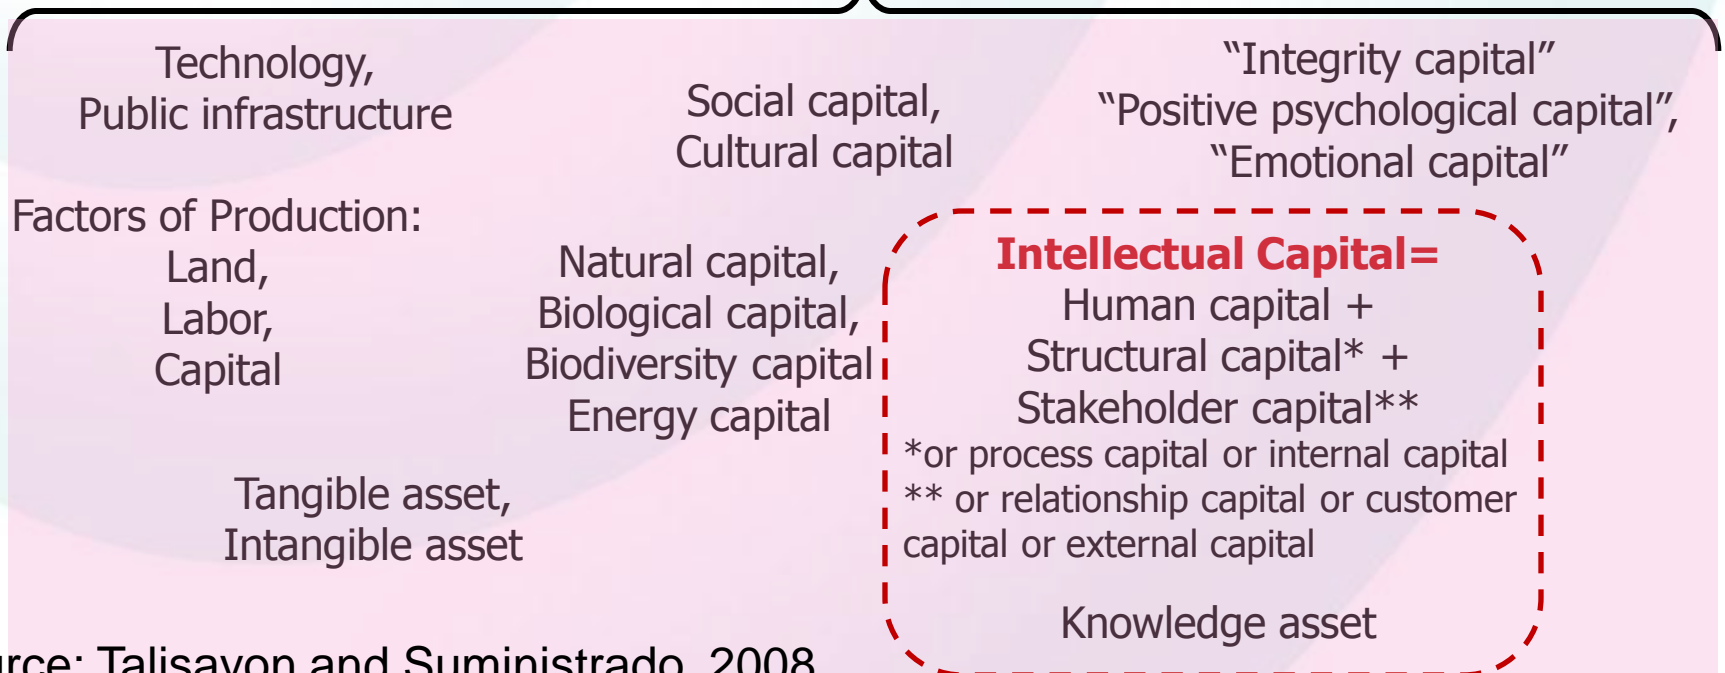 Technology,
Public infrastructure
Social capital,
Cultural capital
“Integrity capital”
“Positive psychological capital”,
“Emotional capital”
Factors of Production:
Land,
Labor,
Capital
Natural capital,
Biological capital,
Biodiversity capital
Energy capital
Tangible asset,
Intangible asset
Intellectual Capital=
Human capital +
Structural capital* +
Stakeholder capital**
*or process capital or internal capital
** or relationship capital or customer
capital or external capital
Knowledge asset
urce: Talisayon and Suministrado, 2008